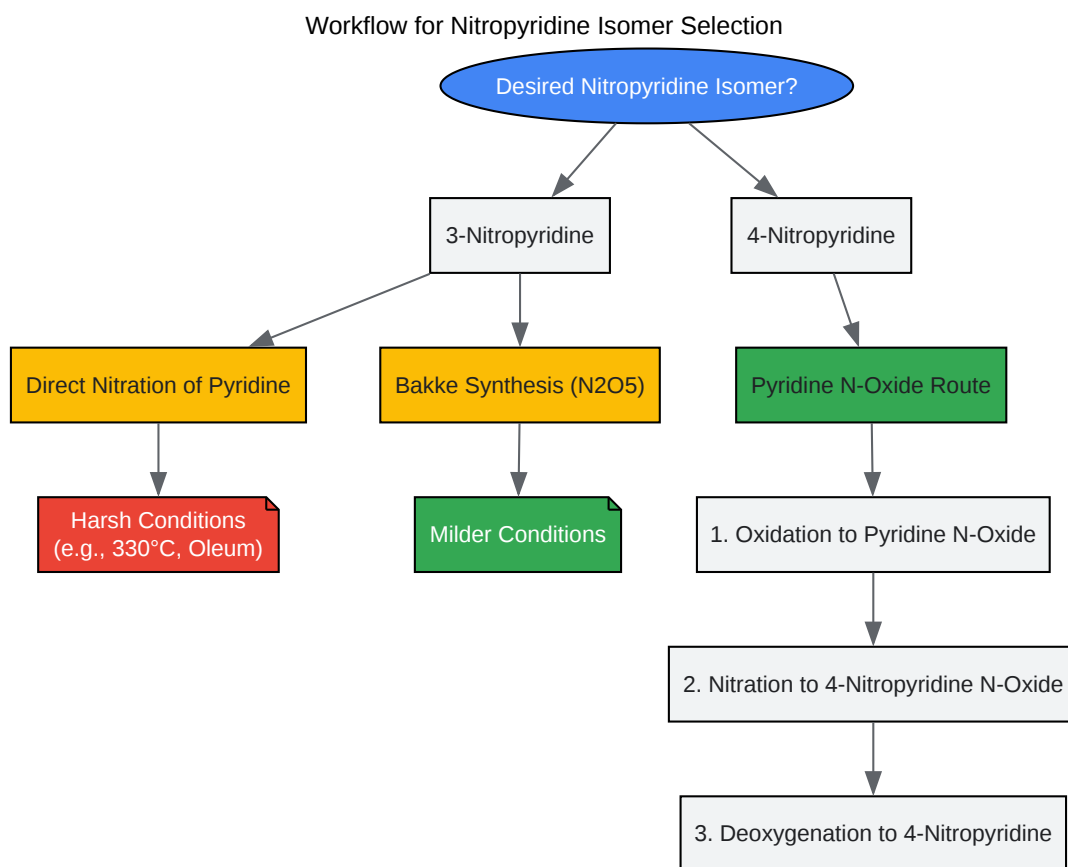 Workflow for Nitropyridine Isomer Selection
Desired Nitropyridine Isomer?
3-Nitropyridine
4-Nitropyridine
Direct Nitration of Pyridine
Bakke Synthesis (N2O5)
Pyridine N-Oxide Route
Harsh Conditions
(e.g., 330°C, Oleum)
Milder Conditions
1. Oxidation to Pyridine N-Oxide
2. Nitration to 4-Nitropyridine N-Oxide
3. Deoxygenation to 4-Nitropyridine